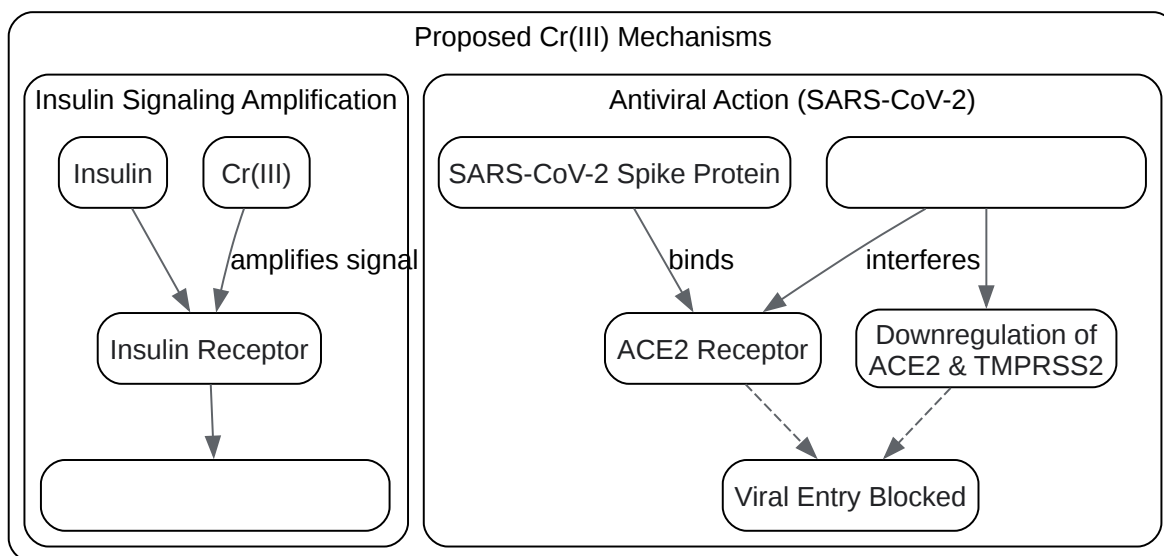 Proposed Cr(III) Mechanisms
Insulin Signaling Amplification
Insulin
Cr(III)
amplifies signal
Insulin Receptor
Antiviral Action (SARS-CoV-2)
SARS-CoV-2 Spike Protein
binds
interferes
ACE2 Receptor
Downregulation of
ACE2 & TMPRSS2
Viral Entry Blocked